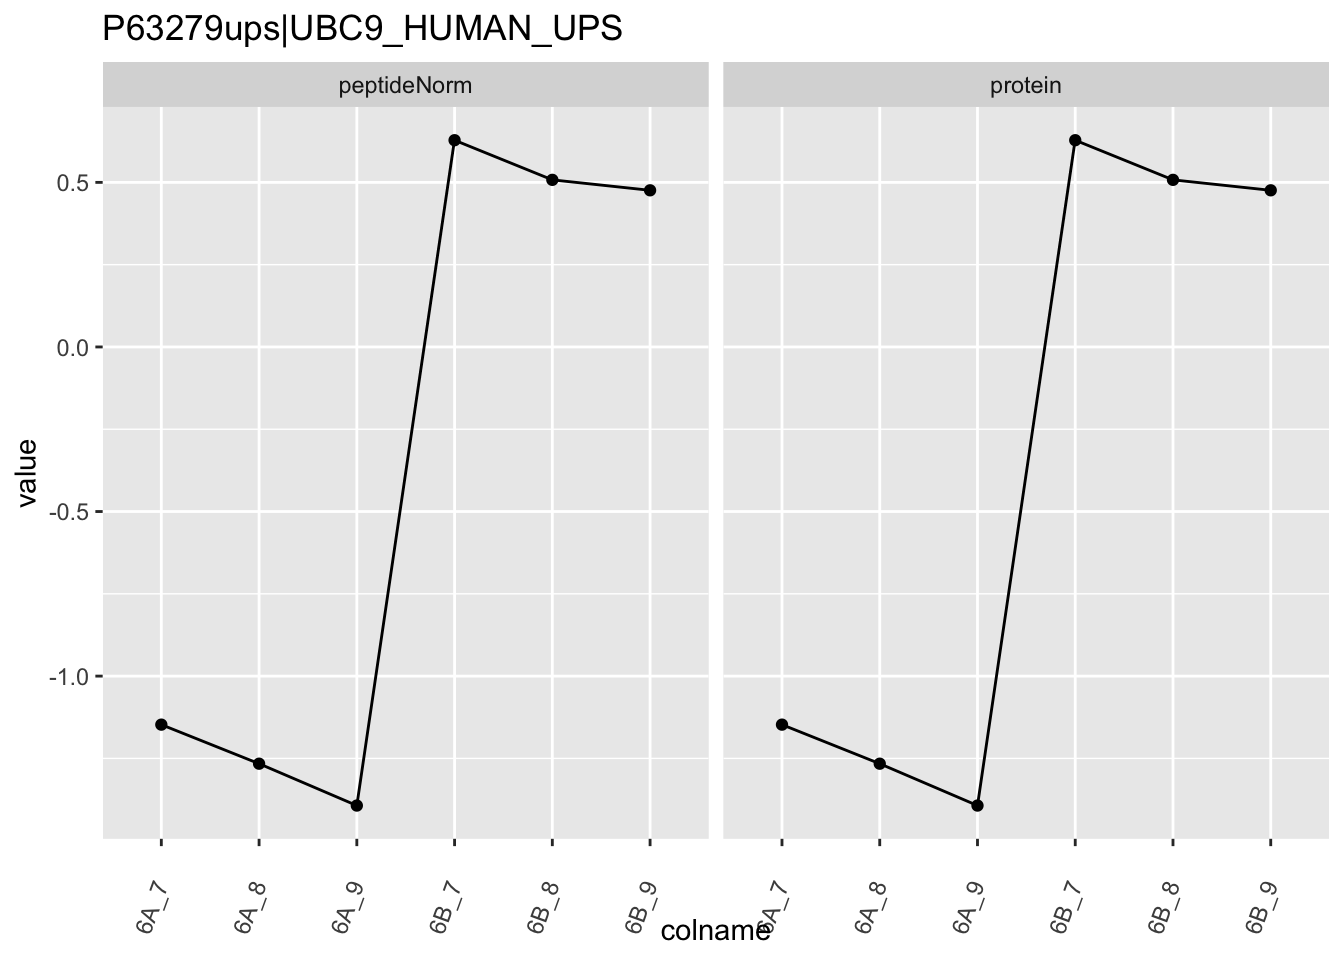 P63279ups|UBC9_HUMAN_UPS
peptideNorm protein
0.5
0.0
-0.5
-1.0
value
6A_7 6A_8 6A_9 6B_7 6B_8 6B_9 6A_7 6A_8 6A_9 6B_7 6B_8 6B_9
colname